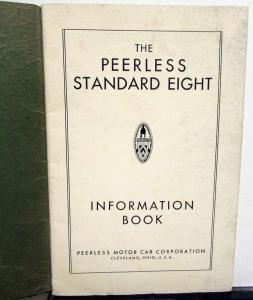 THE
PEERLESS
STANDARD EIGHT
INFORMATION
BOOK
PEERLESS MOTOR CAR CORPORATION
CLEVELAND, OHIO, U.S.A.